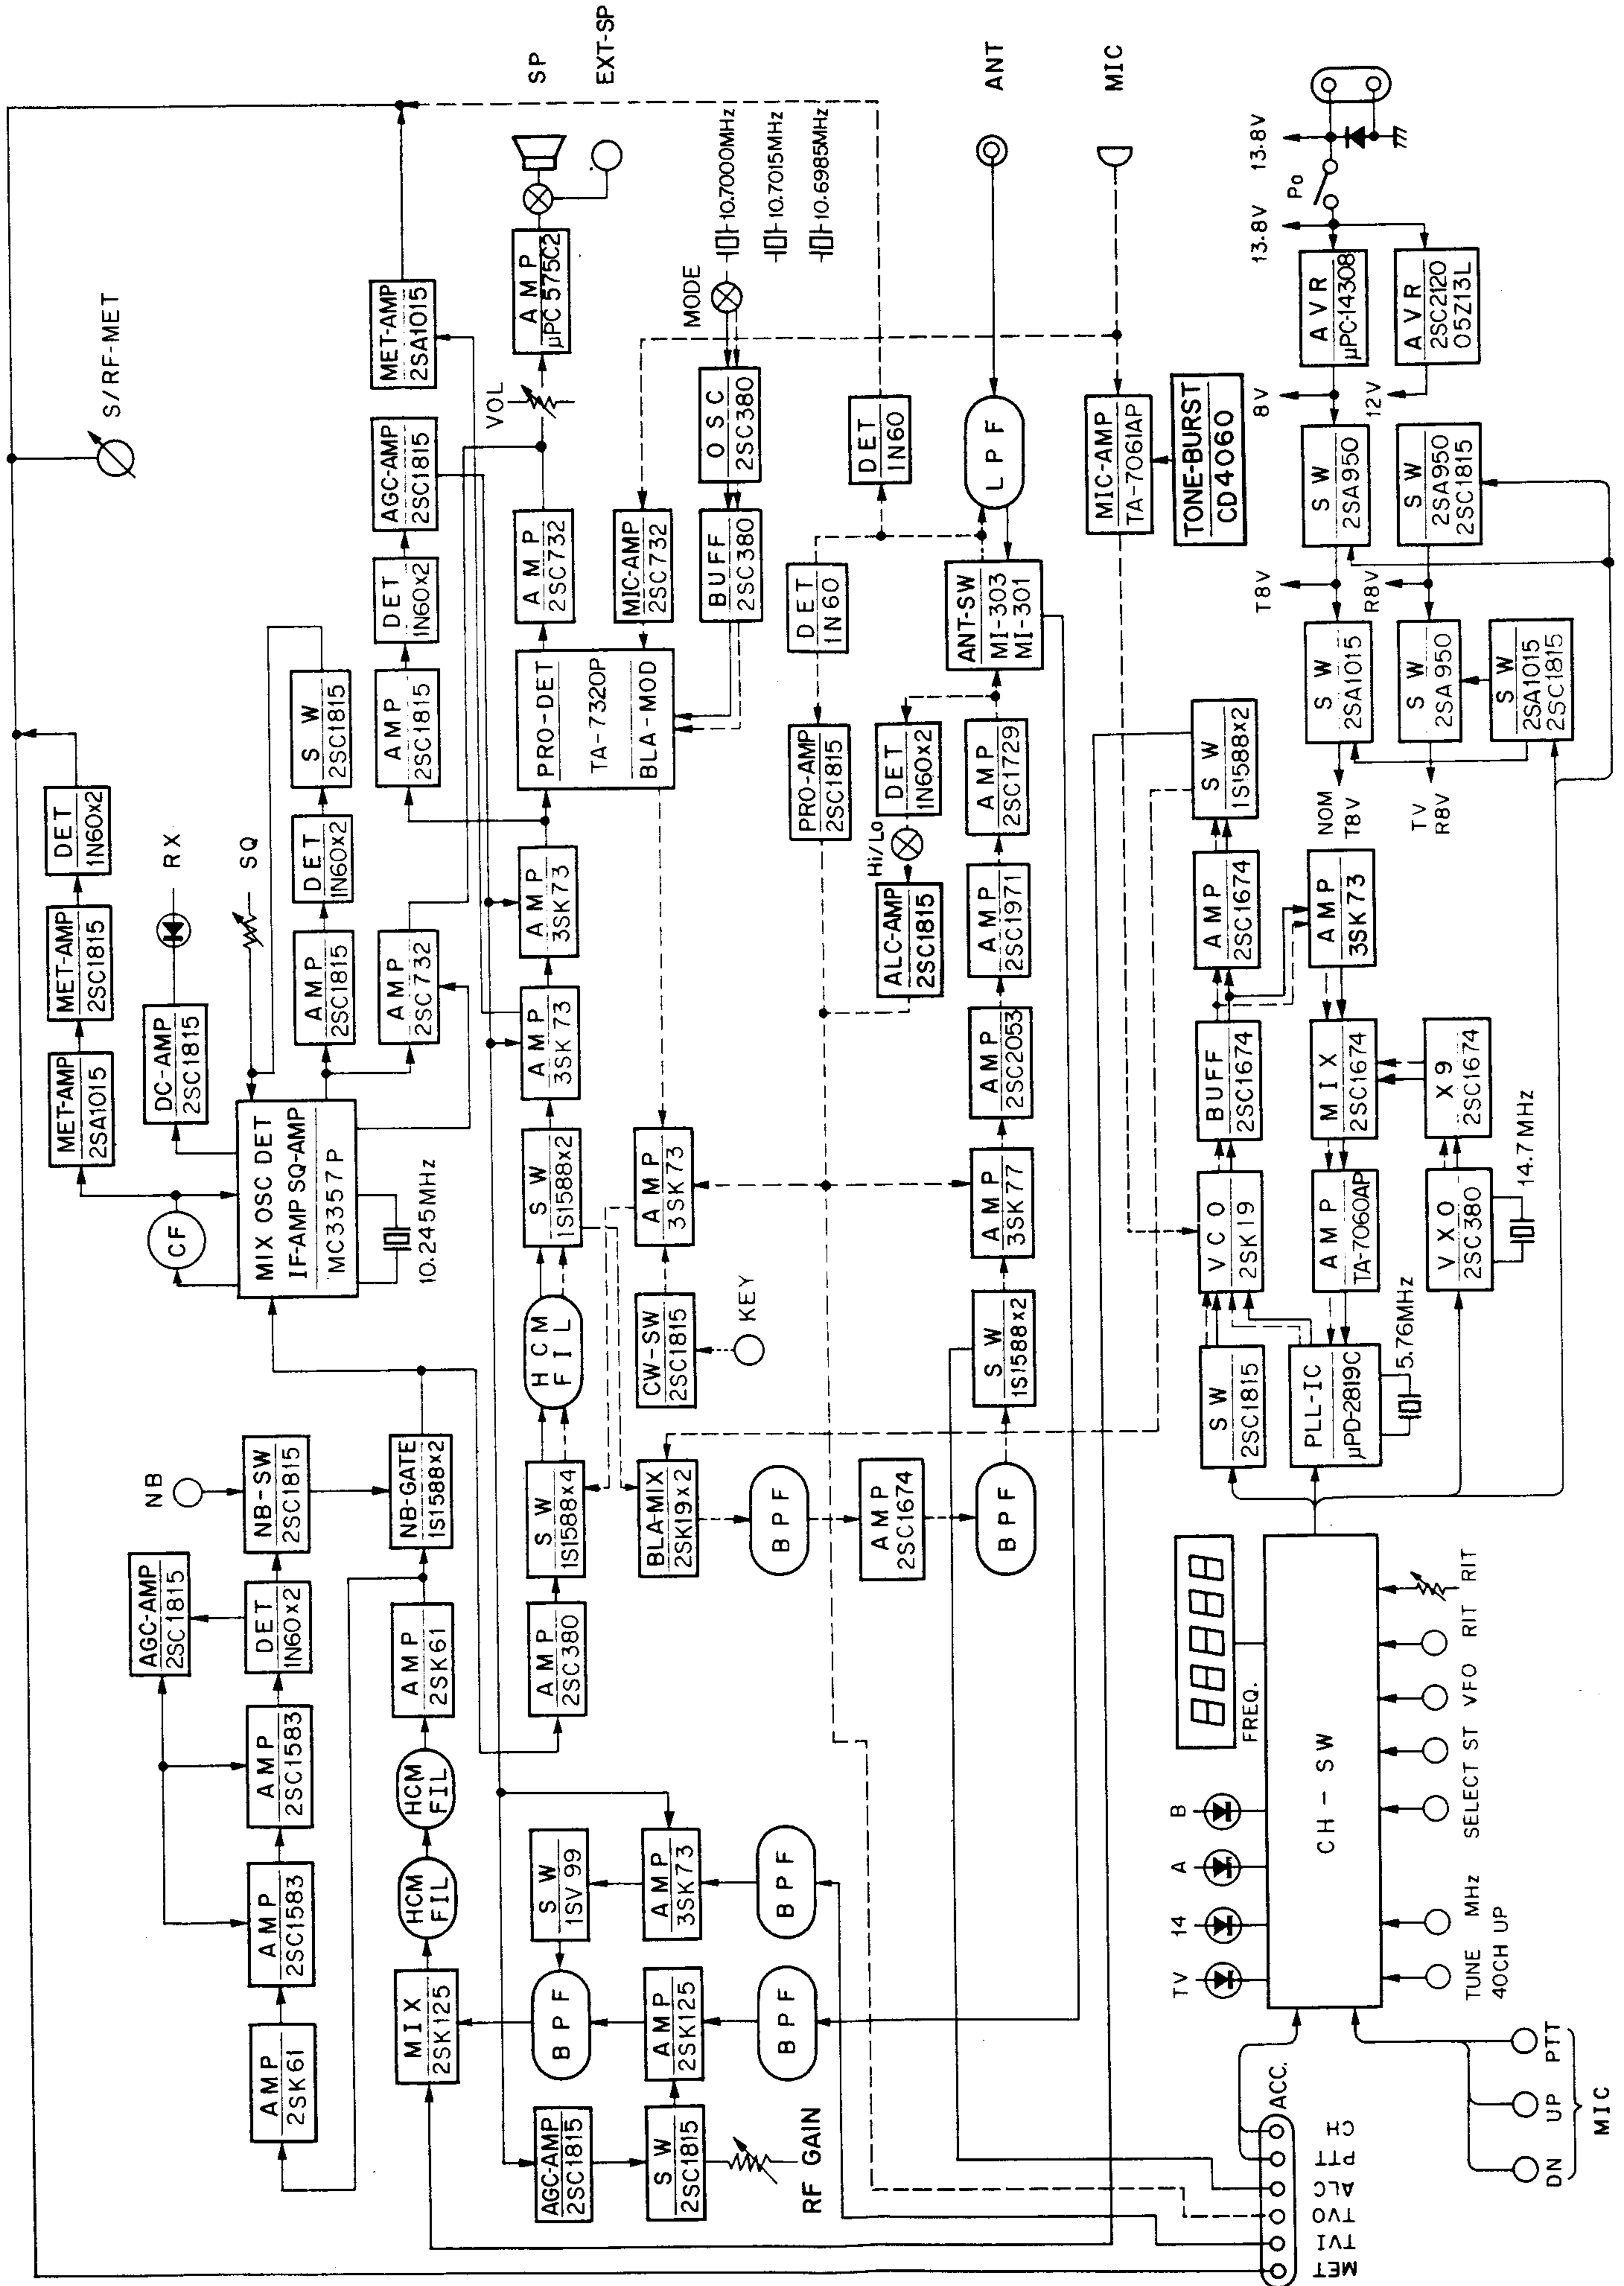 S/RF-MET
MET-AMP
2SA1015
MET-AMP
2SC1815
DET
1N60x2
DC-AMP
2SC1815
RX
SQ
CF
MIX OSC DET
IF-AMP SQ-AMP
MC3357P
10.245MHz
AMP
2SC1815
DET
1N60x2
SW
2SC1815
AMP
2SC732
AMP
2SC1815
DET
1N60x2
AGC-AMP
2SC1815
MET-AMP
2SA1015
NB
NB-SW
2SC1815
NB-GATE
1S1588x2
AGC-AMP
2SC1815
DET
1N60x2
AMP
2SC1583
AMP
2SC1583
AMP
2SK61
AMP
2SK61
HCM
FIL
HCM
FIL
MIX
2SK125
AMP
2SC380
SW
1S1588x4
HCM
FIL
SW
1S1588x2
AMP
3SK73
AMP
3SK73
PRO-DET
TA-7320P
BLA-MOD
AMP
2SC732
VOL
AMP
µPC575C2
SP
EXT-SP
MIC-AMP
2SC732
BUFF
2SC380
OSC
2SC380
MODE
10.7000MHz
10.7015MHz
10.6985MHz
CW-SW
2SC1815
KEY
AMP
3SK73
BLA-MIX
2SK19x2
BPF
AMP
2SC1674
BPF
SW
1S1588x2
AMP
3SK77
AMP
2SC2053
AMP
2SC1971
AMP
2SC1729
ANT-SW
MI-303
MI-301
LPF
ANT
DET
1N60
DET
1N60
PRO-AMP
2SC1815
DET
1N60x2
Hi/Lo
ALC-AMP
2SC1815
SW
1SV99
AMP
3SK73
BPF
BPF
AMP
2SK125
BPF
AGC-AMP
2SC1815
SW
2SC1815
RF GAIN
MIC
MIC-AMP
TA-7061AP
TONE-BURST
CD4060
SW
1S1588x2
AMP
2SC1674
BUFF
2SC1674
VCO
2SK19
SW
2SC1815
PLL-IC
µPD-2819C
5.76MHz
AMP
TA-7060AP
MIX
2SC1674
AMP
3SK73
X9
2SC1674
VXO
2SC380
14.7MHz
13.8V
Po
13.8V
AVR
µPC-14308
AVR
2SC2120
05Z13L
8V
12V
SW
2SA950
SW
2SA950
2SC1815
T8V
R8V
SW
2SA1015
SW
2SA950
SW
2SA1015
2SC1815
NOM
T8V
TV
R8V
FREQ.
CH-SW
TV
14
A
B
TUNE
MHz
40CH UP
SELECT
ST
VFO
RIT
RIT
ACC.
MET
TVI
TVO
ALC
PTT
CH
DN
UP
PTT
MIC